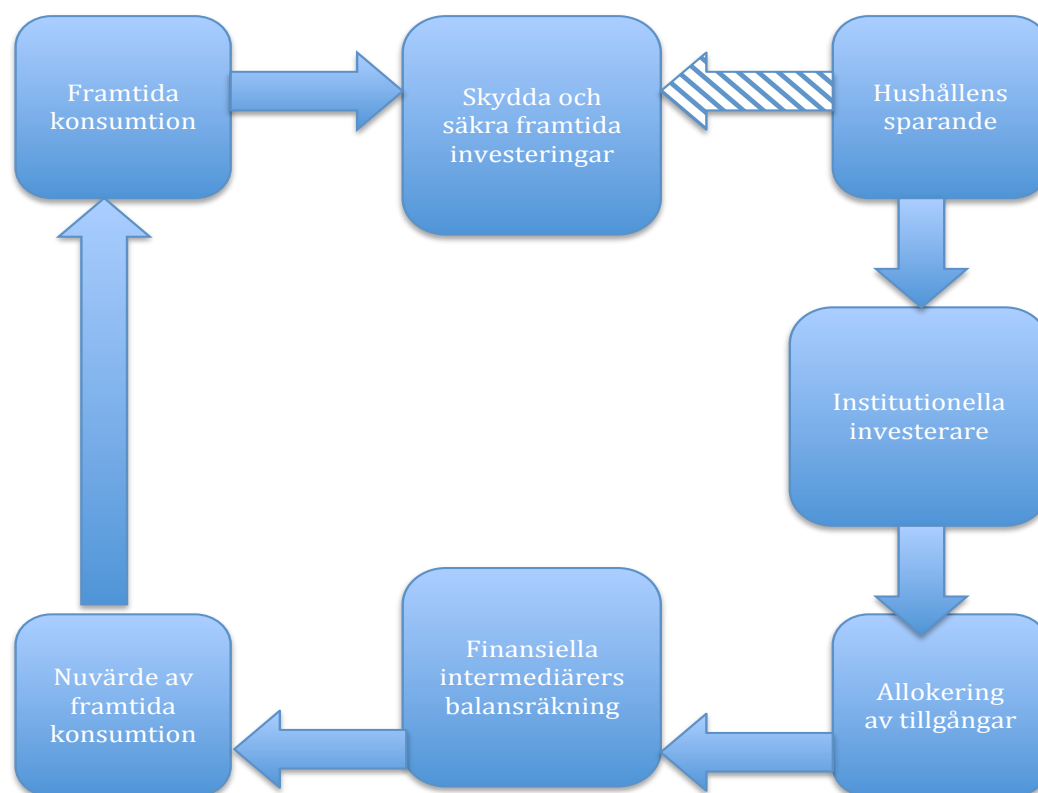 Framtida
konsumtion
Skydda och
säkra framtida
investeringar
Hushållens
sparande
Institutionella
investerare
Nuvärde av
framtida
konsumtion
Finansiella
intermediärers
balansräkning
Allokering
av tillgångar